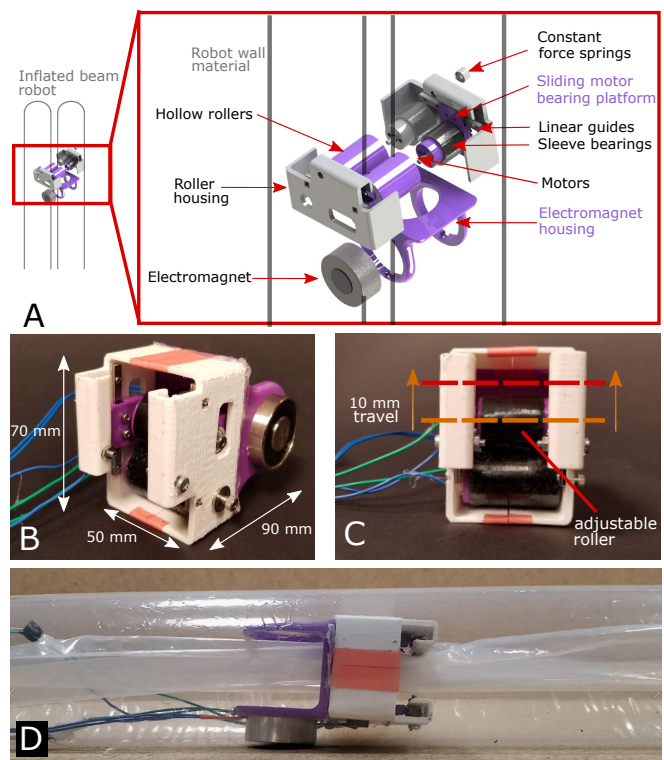 Inflated beam
robot
Robot wall
material
Constant
force springs
Sliding motor
bearing platform
Linear guides
Sleeve bearings
Motors
Electromagnet
housing
Hollow rollers
Roller
housing
Electromagnet
A
70 mm
50 mm
90 mm
B
10 mm
travel
adjustable
roller
C
D